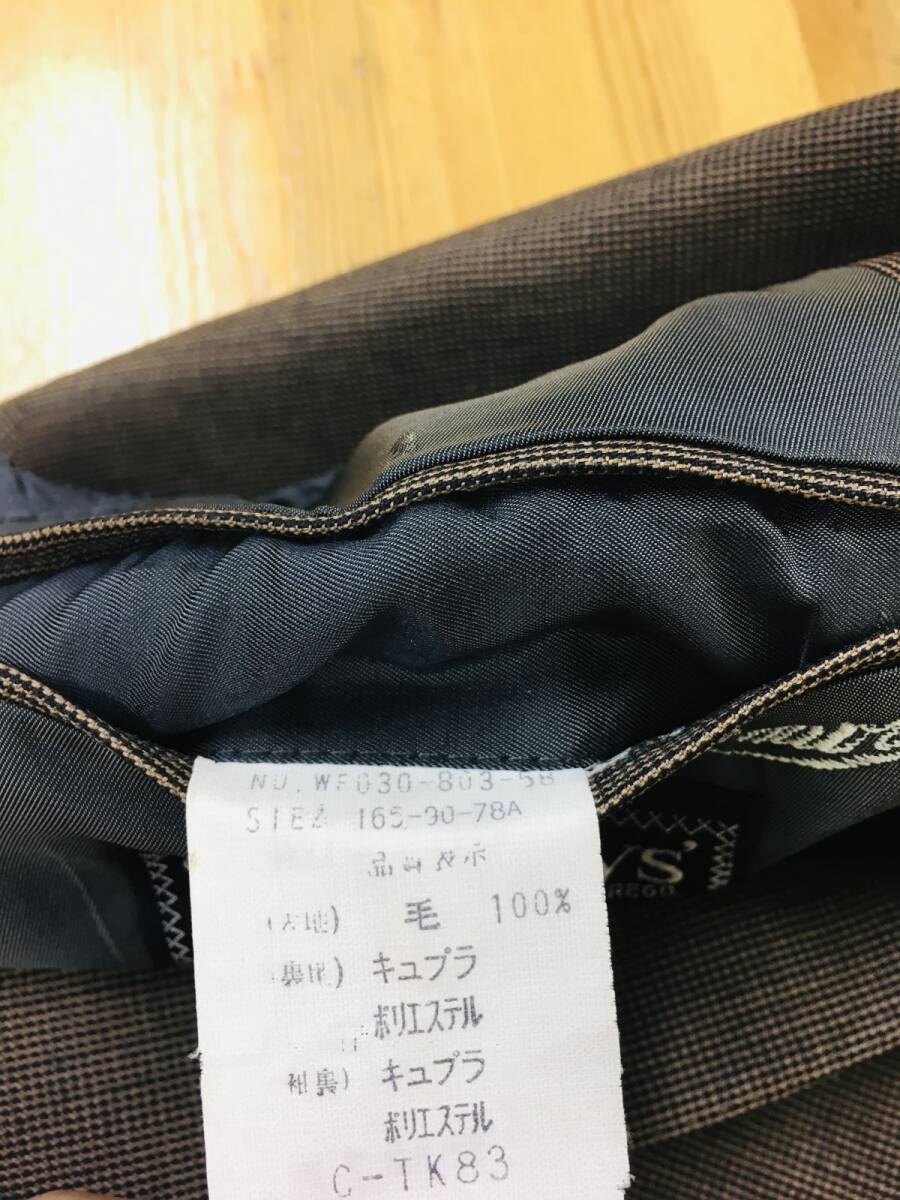 NO.WF030-803-58
SIEZ 165-90-78A
品質表示
(表地) 毛 100%
(裏地) キュプラ
ポリエステル
袖裏) キュプラ
ポリエステル
C-TK83
YS'